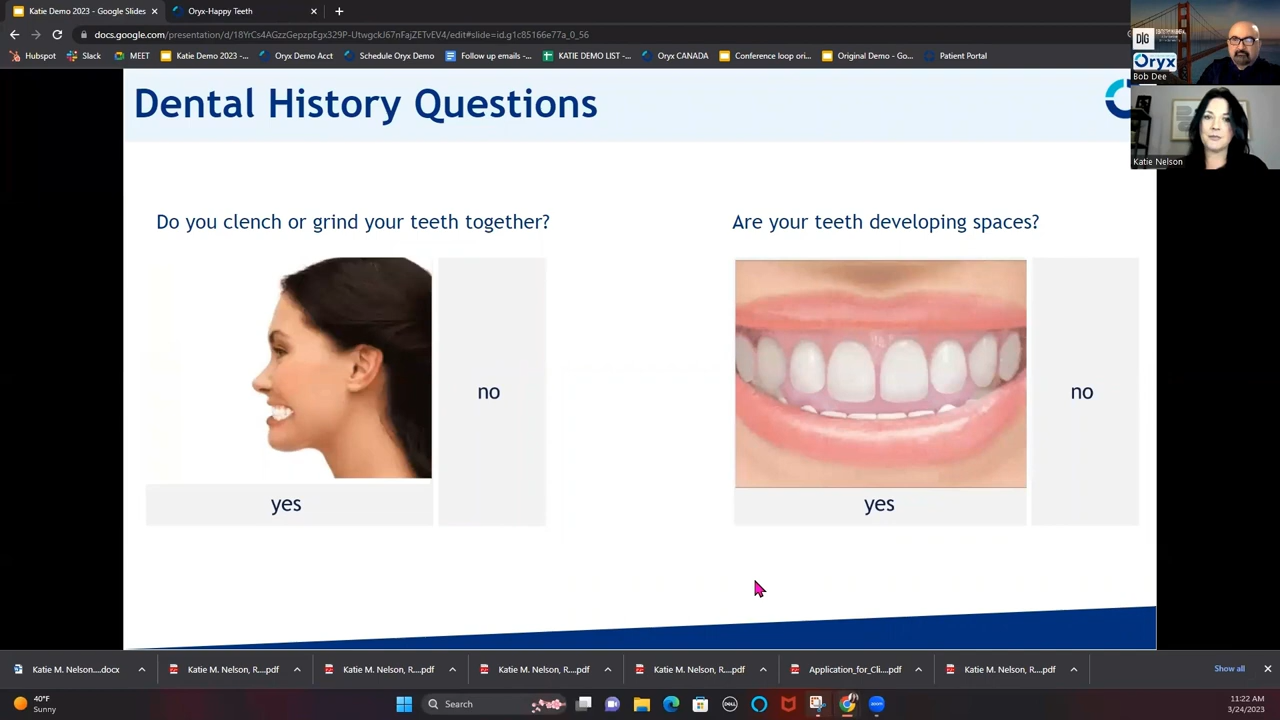 Katie Demo 2023 - Google Slides
Oryx-Happy Teeth
docs.google.com/presentation/d/18YrCs4AGzzGepzpEgx329P-UtwgckJ67nFajZETvEV4/edit#slide=id.g1c85166e77a_0_56
Hubspot
Slack
MEET
Katie Demo 2023 -...
Oryx Demo Acct
Schedule Oryx Demo
Follow up emails -...
KATIE DEMO LIST -...
Oryx CANADA
Conference loop on...
Original Demo - Go...
Patient Portal
Oryx
Bob Dee
Katie Nelson
Dental History Questions
Do you clench or grind your teeth together?
no
yes
Are your teeth developing spaces?
no
yes
Katie M. Nelson....docx
Katie M. Nelson, R....pdf
Katie M. Nelson, R....pdf
Katie M. Nelson, R....pdf
Katie M. Nelson, R....pdf
Application_for_Cli....pdf
Katie M. Nelson, R....pdf
Show all
40°F
Sunny
Search
DELL
zoom
11:22 AM
3/24/2023